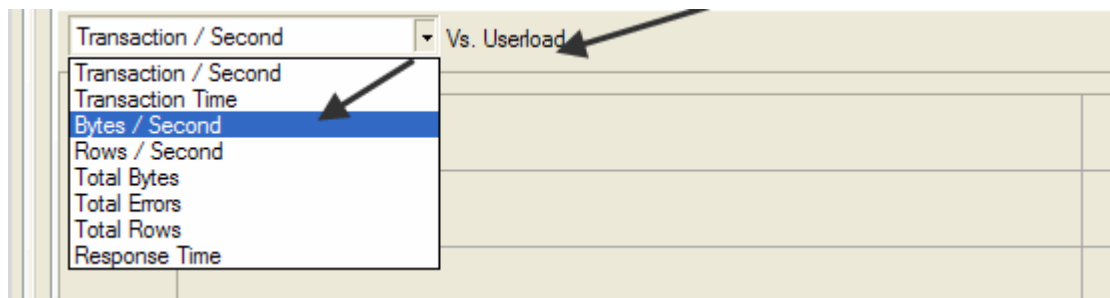 Transaction / Second Vs. Userload
Transaction / Second
Transaction Time
Bytes / Second
Rows / Second
Total Bytes
Total Errors
Total Rows
Response Time